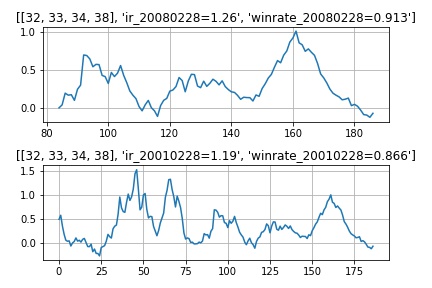 [[32, 33, 34, 38], 'ir_20080228=1.26', 'winrate_20080228=0.913']
1.0
0.5
0.0
80 100 120 140 160 180
[[32, 33, 34, 38], 'ir_20010228=1.19', 'winrate_20010228=0.866']
1.5
1.0
0.5
0.0
0 25 50 75 100 125 150 175